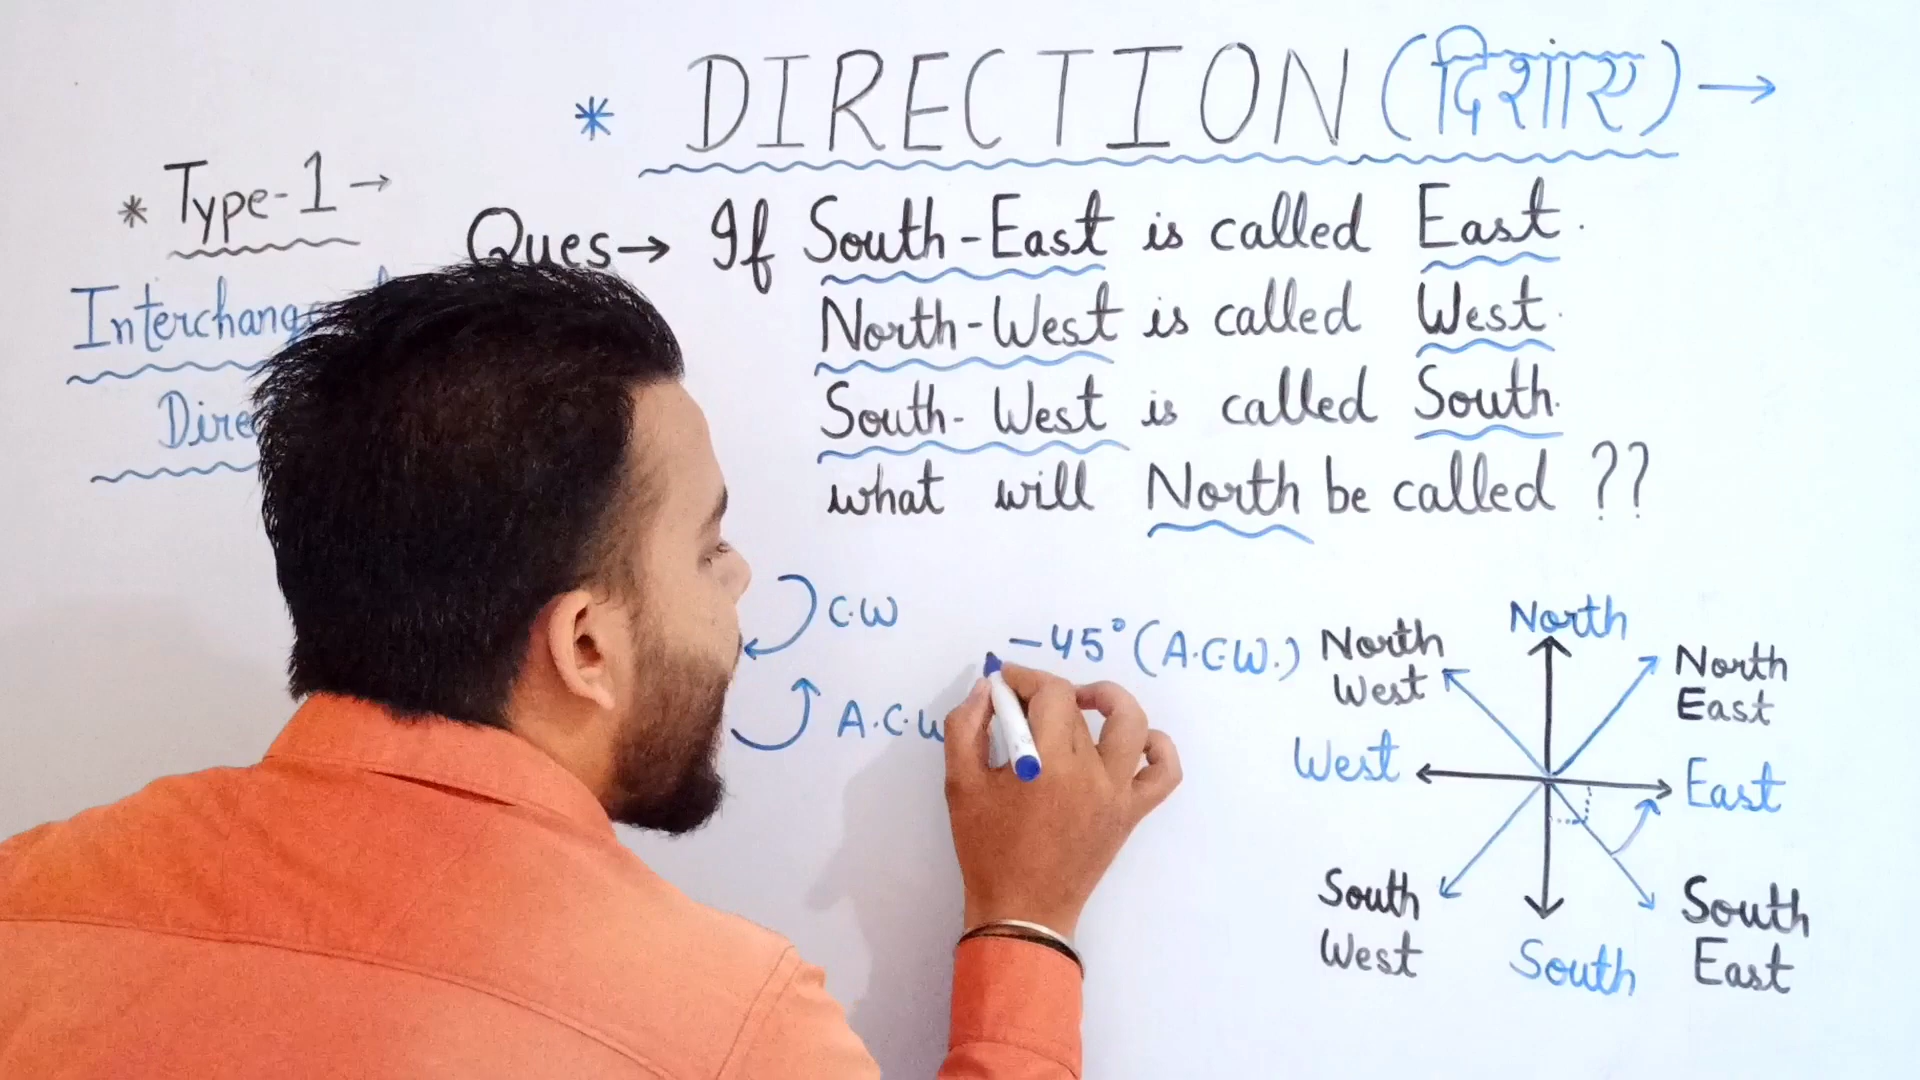 * DIRECTION (दिशाएं) →
* Type-1 →
Ques → If South-East is called East.
North-West is called West.
South-West is called South.
what will North be called ??
C.W
A.C.W
-45° (A.C.W.)
North
North West
North East
West
East
South West
South
South East